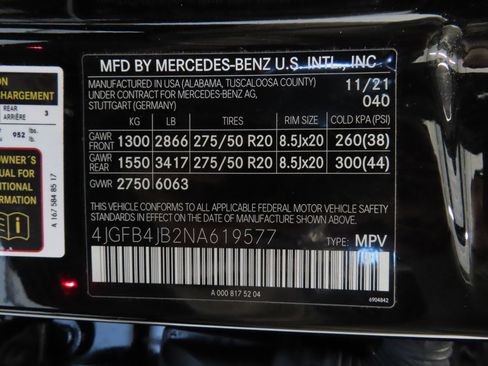 ON
CHARGEMENT
REAR
ARRIÈRE 3
952 lbs. lb.
OWNER'S
UAL FOR
ITIONAL
RMATION
A 167 584 85 17
MFD BY MERCEDES-BENZ U.S. INTL., INC
MANUFACTURED IN USA (ALABAMA, TUSCALOOSA COUNTY) 11/21
UNDER CONTRACT FOR MERCEDES-BENZ AG, 040
STUTTGART (GERMANY)
KG LB TIRES RIM SIZE COLD KPA (PSI)
GAWR FRONT 1300 2866 275/50 R20 8.5Jx20 260(38)
GAWR REAR 1550 3417 275/50 R20 8.5Jx20 300(44)
GVWR 2750 6063
THIS VEHICLE CONFORMS TO ALL APPLICABLE FEDERAL MOTOR VEHICLE SAFETY
STANDARDS IN EFFECT ON THE DATE OF MANUFACTURE SHOWN ABOVE.
4JGFB4JB2NA619577 TYPE: MPV
A 000 817 52 04
6904842